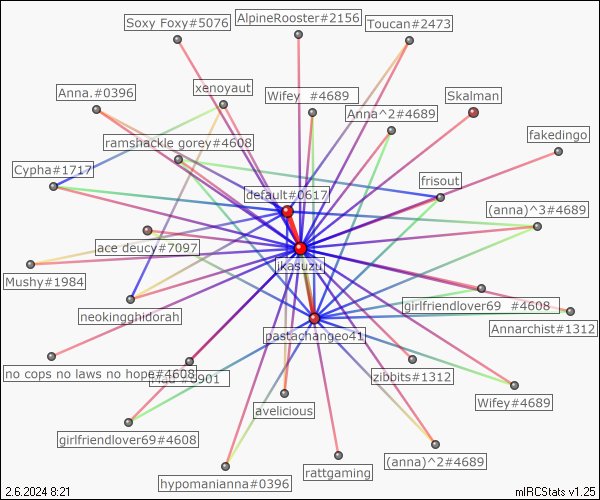 Soxy Foxy#5076
AlpineRooster#2156
Toucan#2473
xenoyaut
Anna.#0396
Wifey #4689
Skalman
Anna^2#4689
fakedingo
ramshackle gorey#4608
Cypha#1717
frisout
default#0617
(anna)^3#4689
ace deucy#7097
ikasuzu
Mushy#1984
girlfriendlover69 #4608
neokingghidorah
Annarchist#1312
pastachangeo41
no cops no laws no hope#4608
#0901
zibbits#1312
Wifey#4689
avelicious
girlfriendlover69#4608
(anna)^2#4689
rattgaming
hypomanianna#0396
2.6.2024 8:21
mIRCStats v1.25